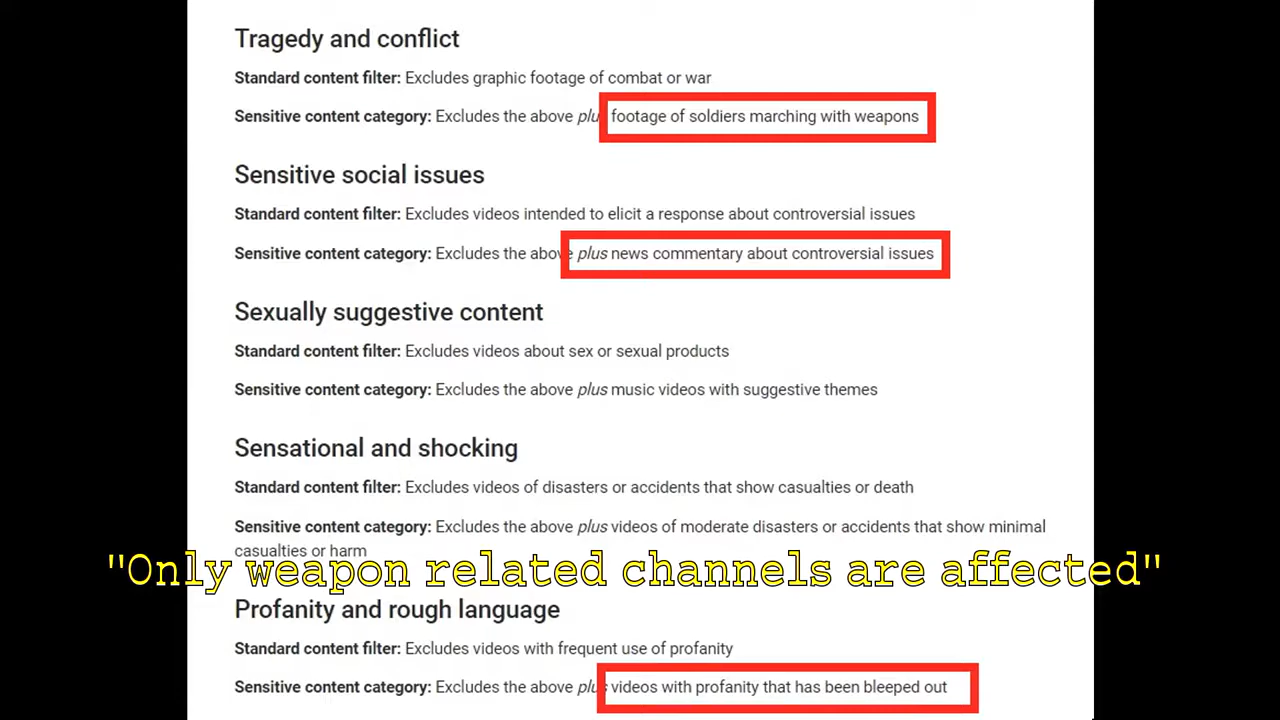 Tragedy and conflict
Standard content filter: Excludes graphic footage of combat or war
Sensitive content category: Excludes the above plus footage of soldiers marching with weapons
Sensitive social issues
Standard content filter: Excludes videos intended to elicit a response about controversial issues
Sensitive content category: Excludes the above plus news commentary about controversial issues
Sexually suggestive content
Standard content filter: Excludes videos about sex or sexual products
Sensitive content category: Excludes the above plus music videos with suggestive themes
Sensational and shocking
Standard content filter: Excludes videos of disasters or accidents that show casualties or death
Sensitive content category: Excludes the above plus videos of moderate disasters or accidents that show minimal
casualties or harm
"Only weapon related channels are affected"
Profanity and rough language
Standard content filter: Excludes videos with frequent use of profanity
Sensitive content category: Excludes the above plus videos with profanity that has been bleeped out